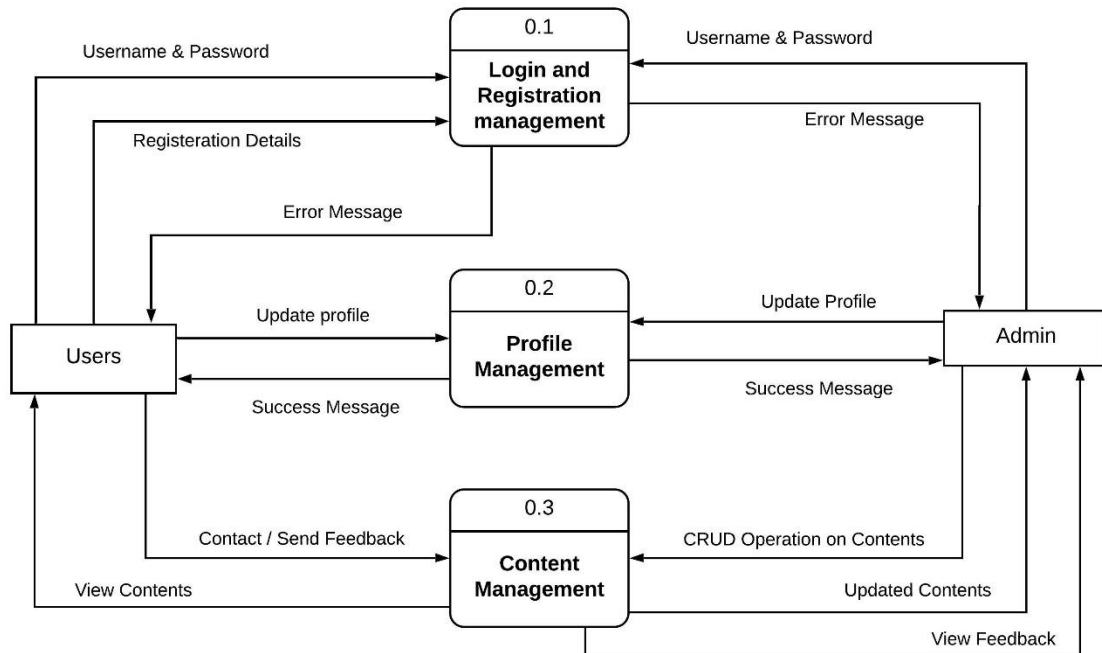 0.1
Username & Password
Username & Password
Login and
Registration
management
Error Message
Registeration Details
Error Message
0.2
Update profile
Update Profile
Users
Profile
Management
Admin
Success Message
Success Message
0.3
Contact / Send Feedback
CRUD Operation on Contents
Content
Management
View Contents
Updated Contents
View Feedback